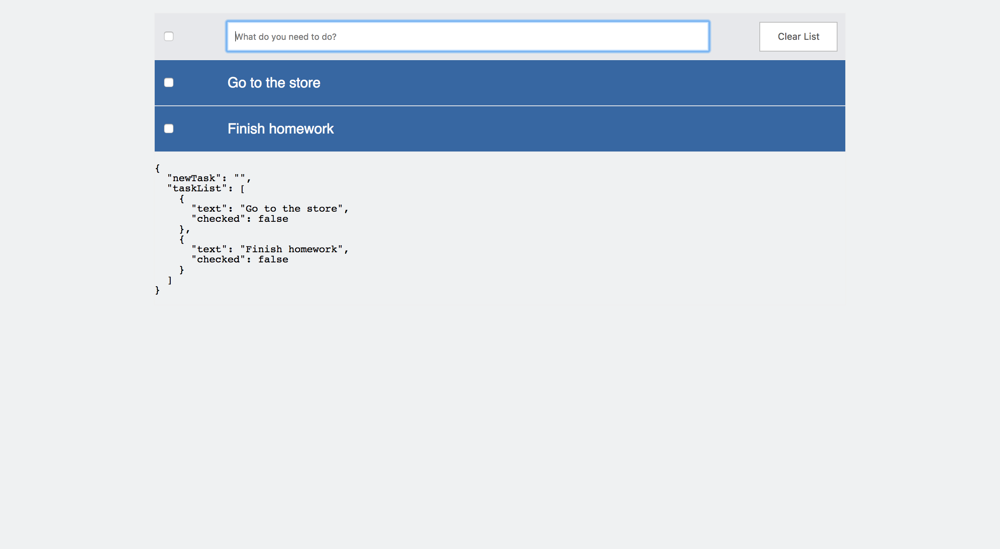 What do you need to do?
Clear List
Go to the store
Finish homework
{
  "newTask": "",
  "taskList": [
    {
      "text": "Go to the store",
      "checked": false
    },
    {
      "text": "Finish homework",
      "checked": false
    }
  ]
}